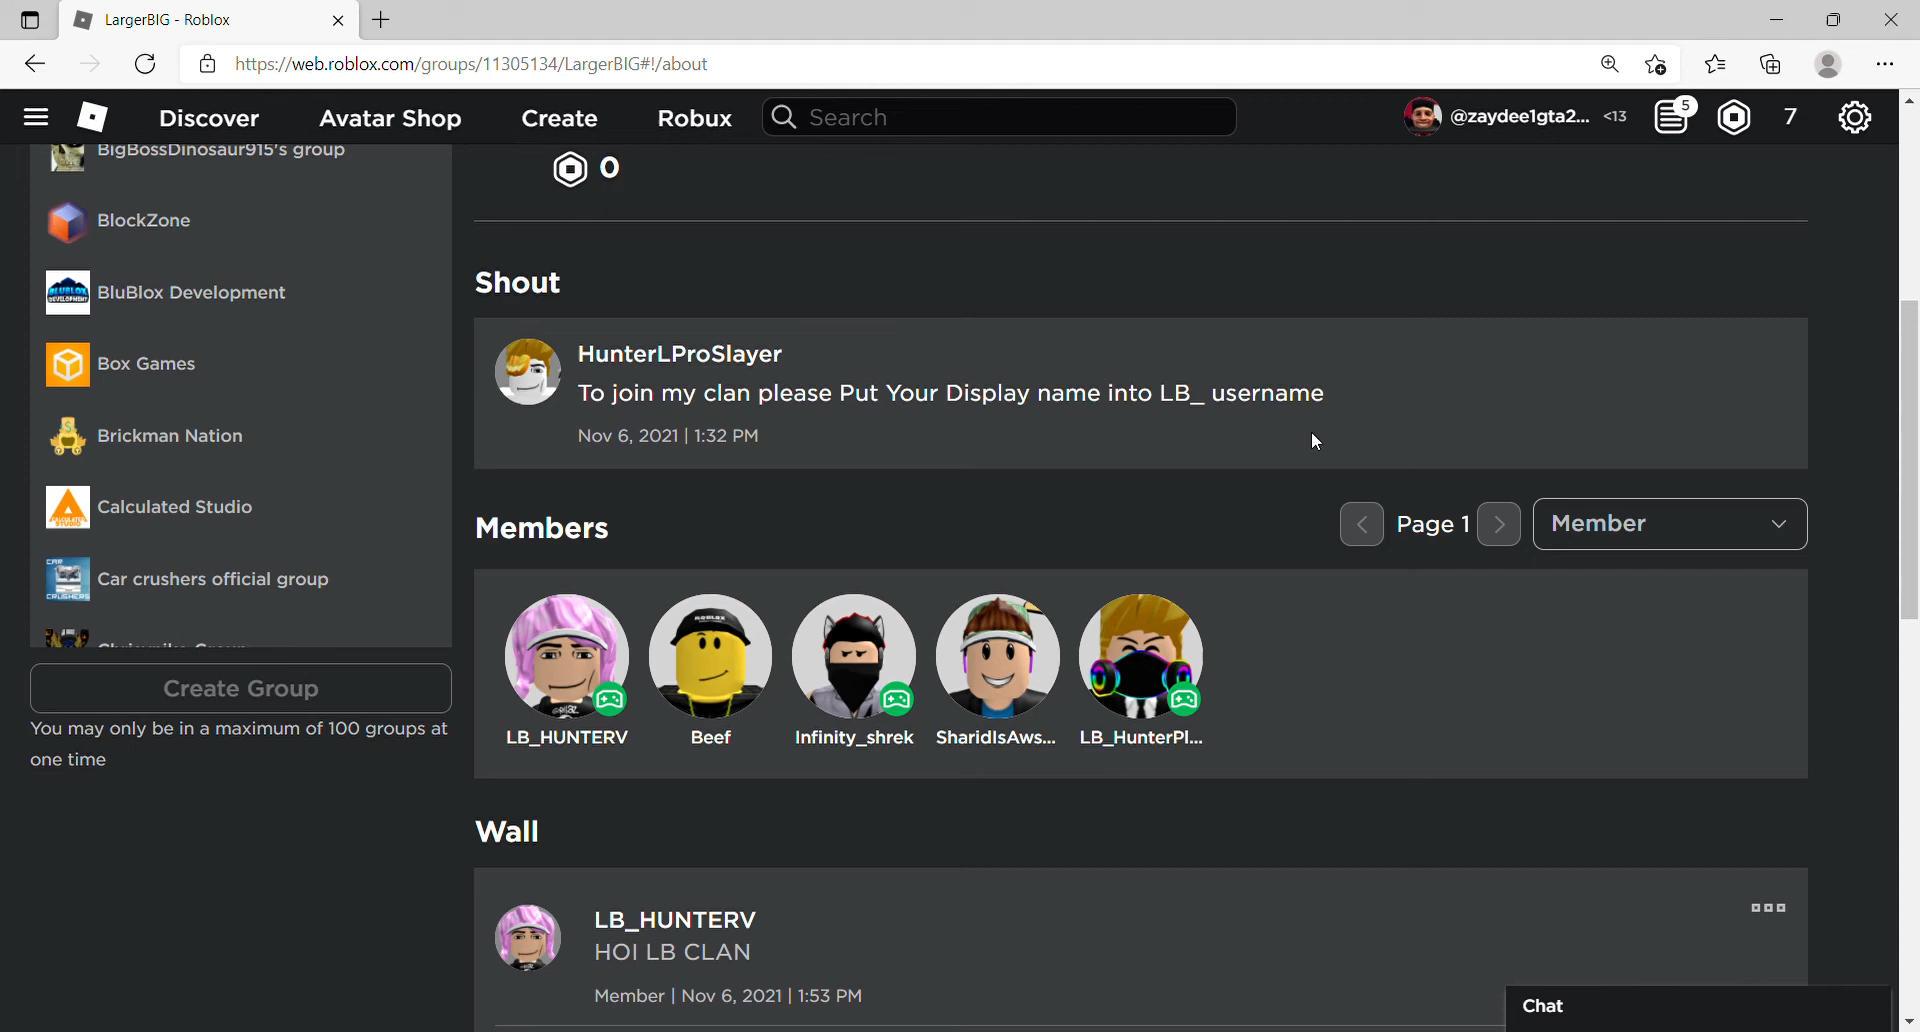 LargerBIG - Roblox
https://web.roblox.com/groups/11305134/LargerBIG#!/about
Discover
Avatar Shop
Create
Robux
Search
@zaydee1gta2... <13
5
7
BigBossDinosaur915's group
BlockZone
BluBlox Development
Box Games
Brickman Nation
Calculated Studio
Car crushers official group
Create Group
You may only be in a maximum of 100 groups at
one time
0
Shout
HunterLProSlayer
To join my clan please Put Your Display name into LB_ username
Nov 6, 2021 | 1:32 PM
Members
Page 1
Member
LB_HUNTERV
Beef
Infinity_shrek
SharidIsAws...
LB_HunterPl...
Wall
LB_HUNTERV
HOI LB CLAN
Member | Nov 6, 2021 | 1:53 PM
Chat